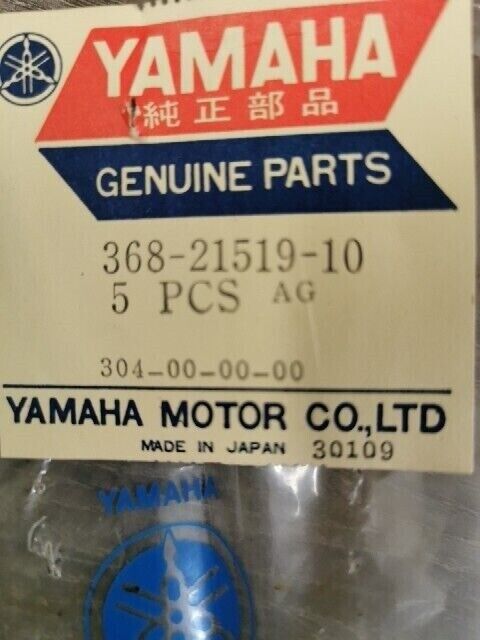 YAMAHA
純正部品
GENUINE PARTS
368-21519-10
5 PCS AG
304-00-00-00
YAMAHA MOTOR CO.,LTD
MADE IN JAPAN 30109
YAMAHA